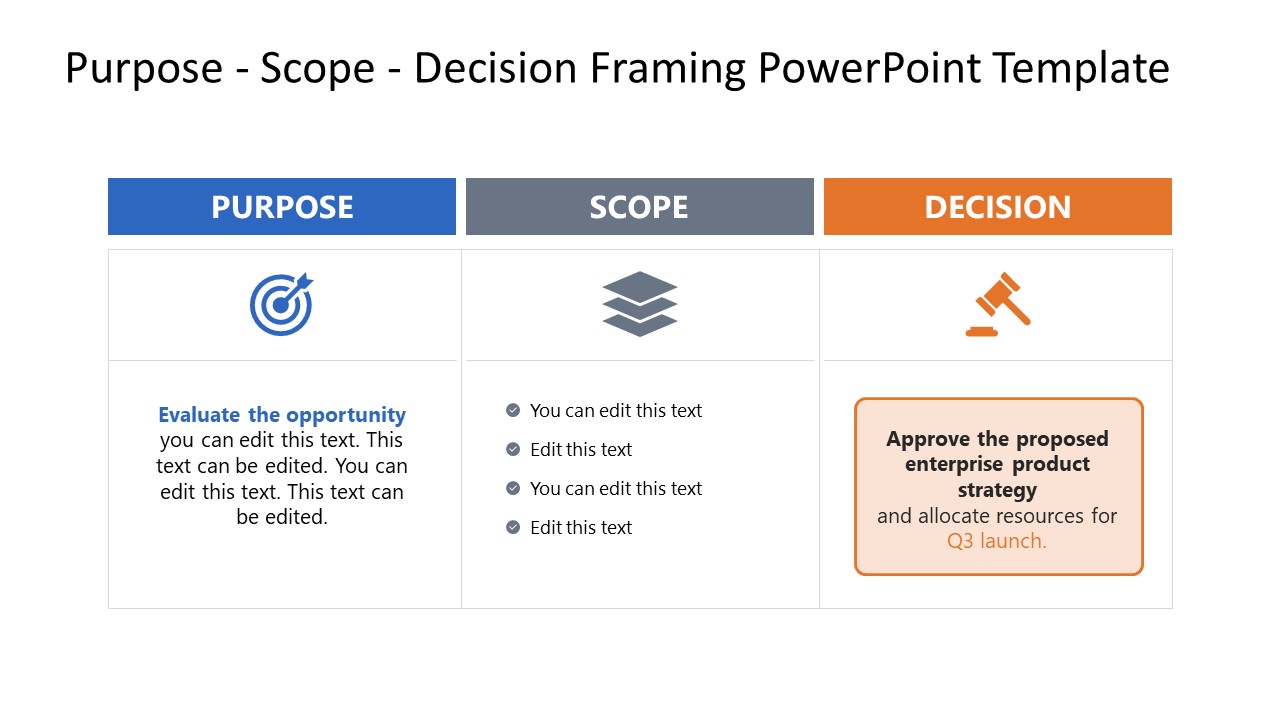 Purpose - Scope - Decision Framing PowerPoint Template
PURPOSE
SCOPE
DECISION
Evaluate the opportunity
you can edit this text. This
text can be edited. You can
edit this text. This text can
be edited.
You can edit this text
Edit this text
You can edit this text
Edit this text
Approve the proposed
enterprise product
strategy
and allocate resources for
Q3 launch.